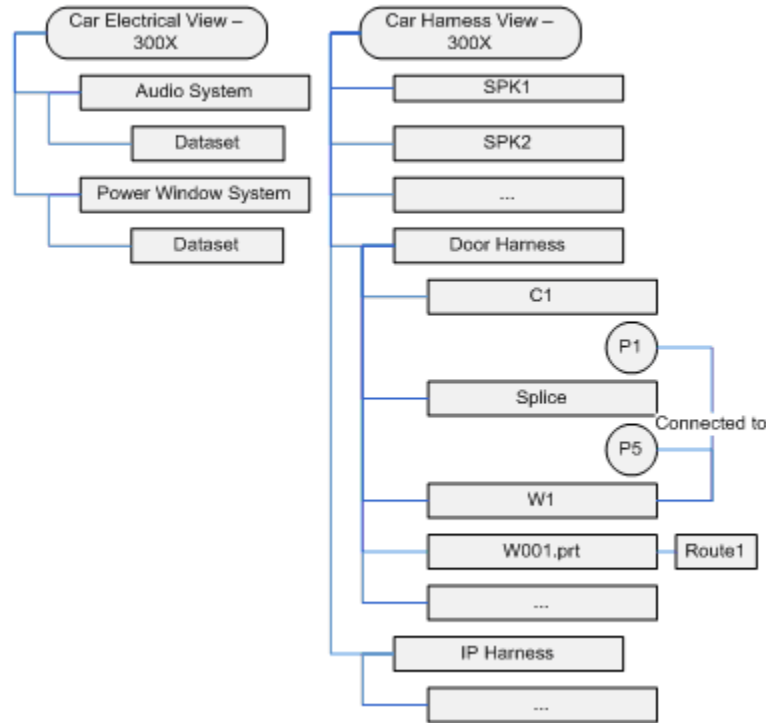 Car Electrical View –
300X
Audio System
Dataset
Power Window System
Dataset
Car Harness View –
300X
SPK1
SPK2
...
Door Harness
C1
P1
Splice
Connected to
P5
W1
W001.prt
Route1
...
IP Harness
...